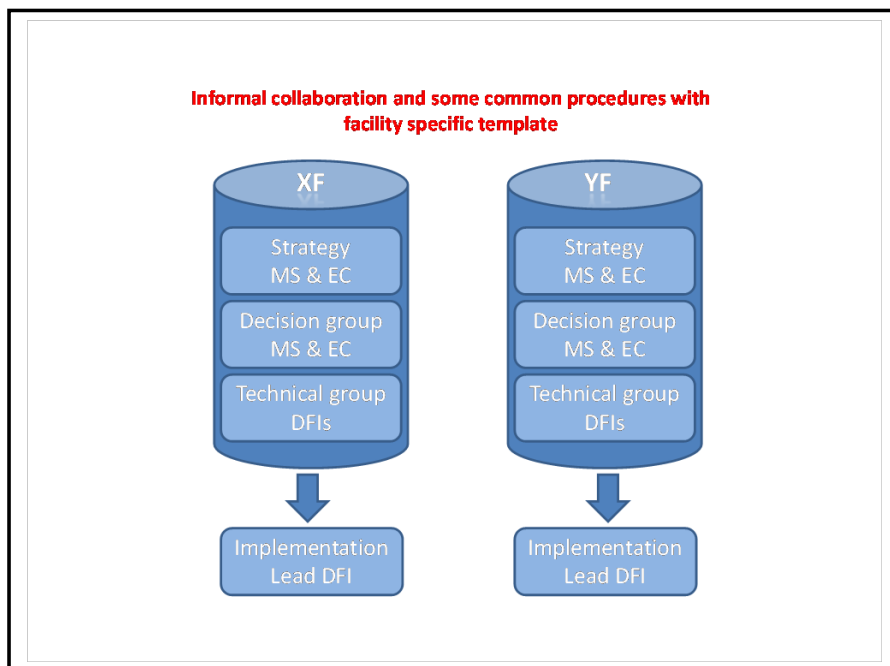 Informal collaboration and some common procedures with
facility specific template
XF
Strategy
MS & EC
Decision group
MS & EC
Technical group
DFIs
Implementation
Lead DFI
YF
Strategy
MS & EC
Decision group
MS & EC
Technical group
DFIs
Implementation
Lead DFI